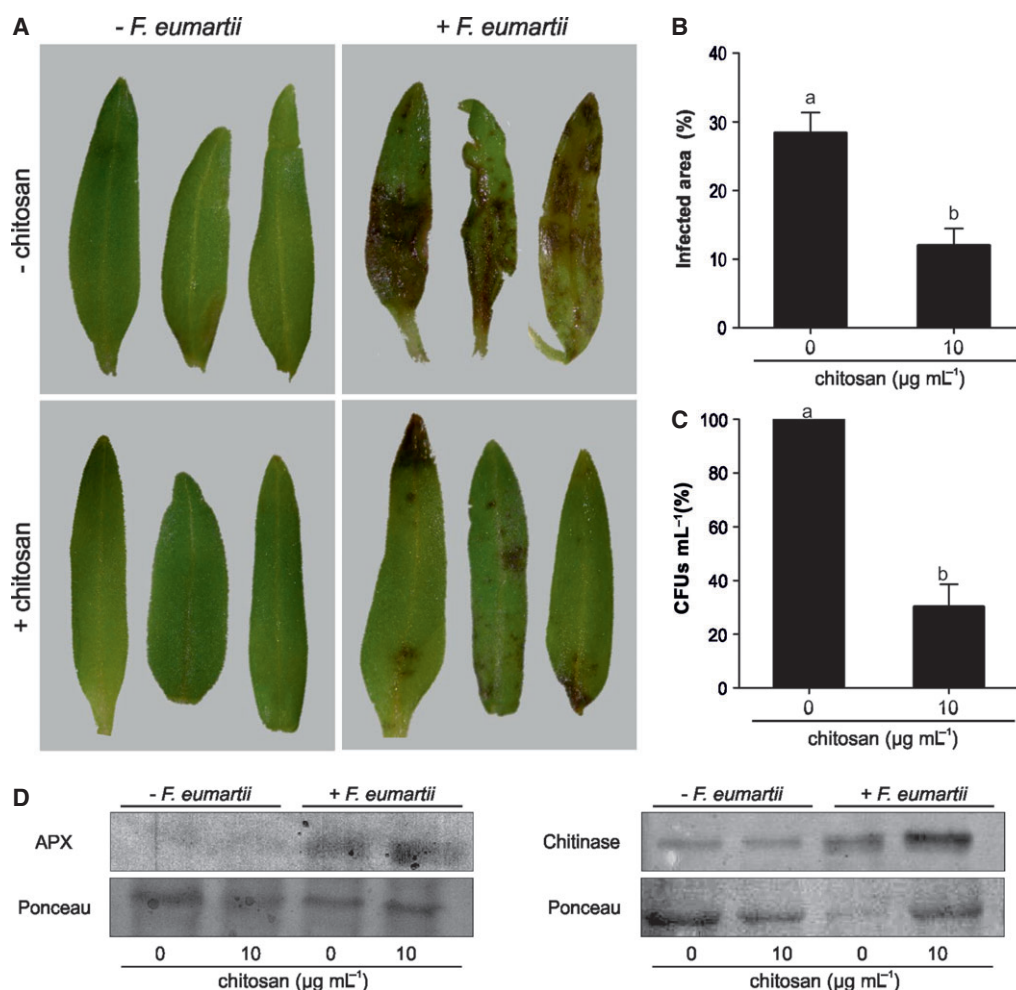 A
- F. eumartii
+ F. eumartii
- chitosan
+ chitosan
B
Infected area (%)
40
30
20
10
0
a
b
0
10
chitosan (µg mL⁻¹)
C
CFUs mL⁻¹(%)
100
80
60
40
20
0
a
b
0
10
chitosan (µg mL⁻¹)
D
- F. eumartii
+ F. eumartii
APX
Ponceau
0
10
0
10
chitosan (µg mL⁻¹)
- F. eumartii
+ F. eumartii
Chitinase
Ponceau
0
10
0
10
chitosan (µg mL⁻¹)